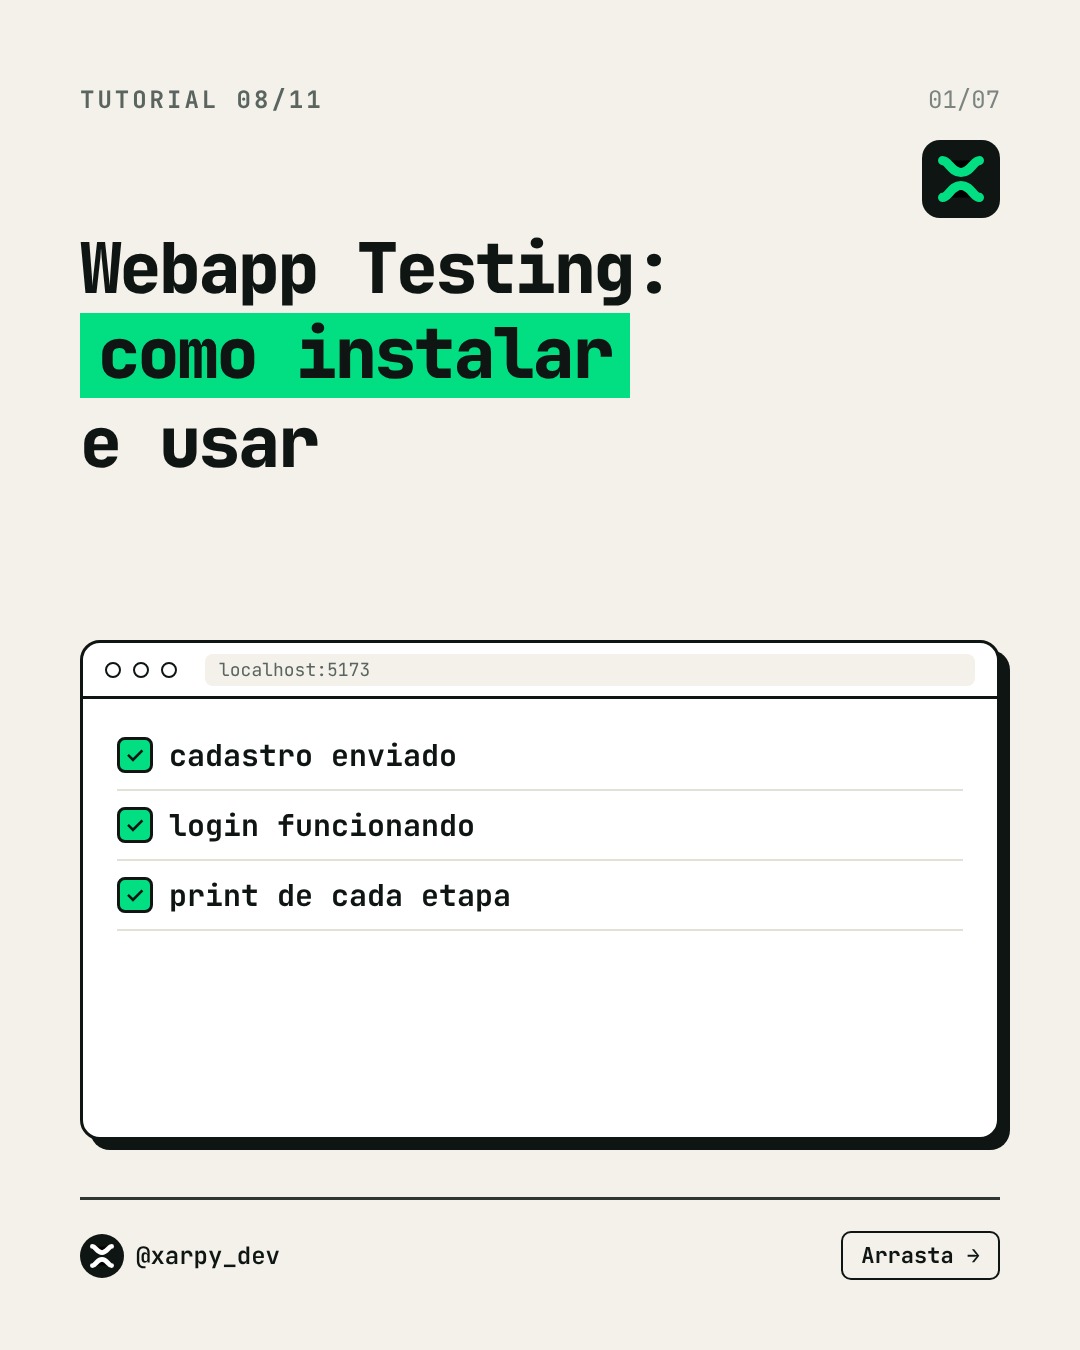 TUTORIAL 08/11
01/07
Webapp Testing:
como instalar
e usar
localhost:5173
cadastro enviado
login funcionando
print de cada etapa
@xarpy_dev
Arrasta →